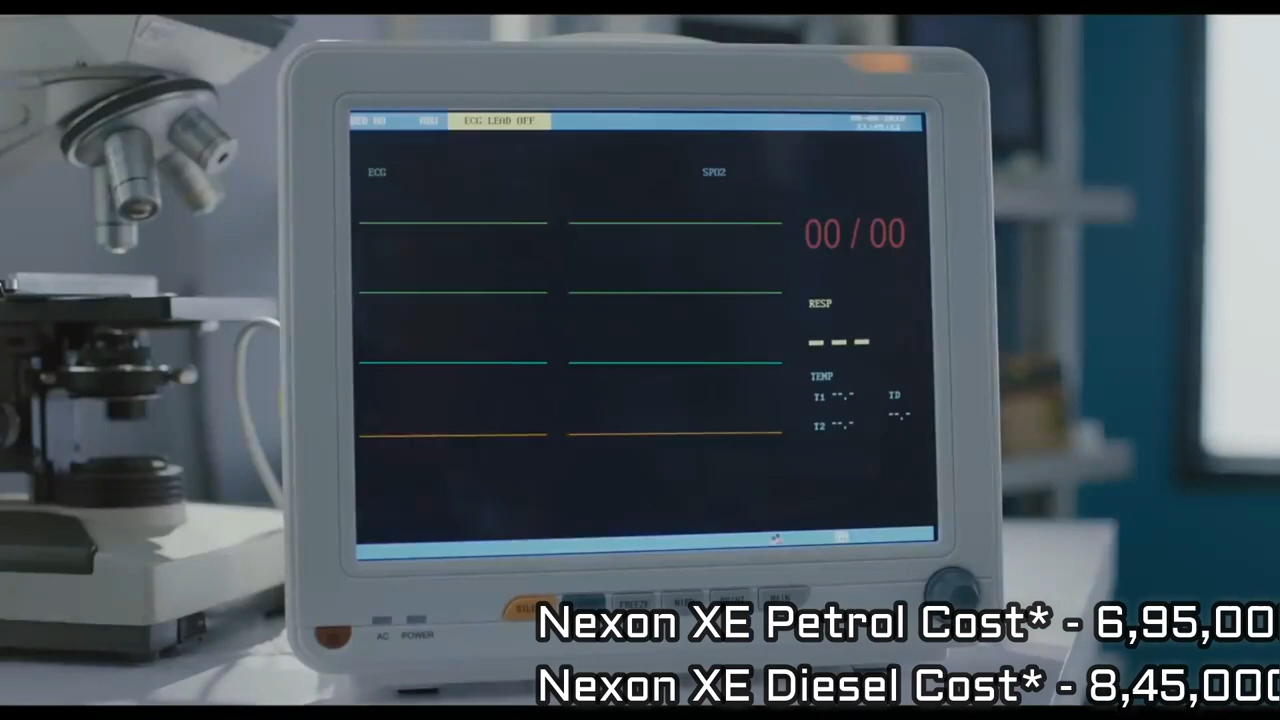 ECG LEAD OFF
ECG
SPO2
00 / 00
RESP
TEMP
T1 --.-
TD
--.-
T2 --.-
AC POWER
Nexon XE Petrol Cost* - 6,95,00
Nexon XE Diesel Cost* - 8,45,000